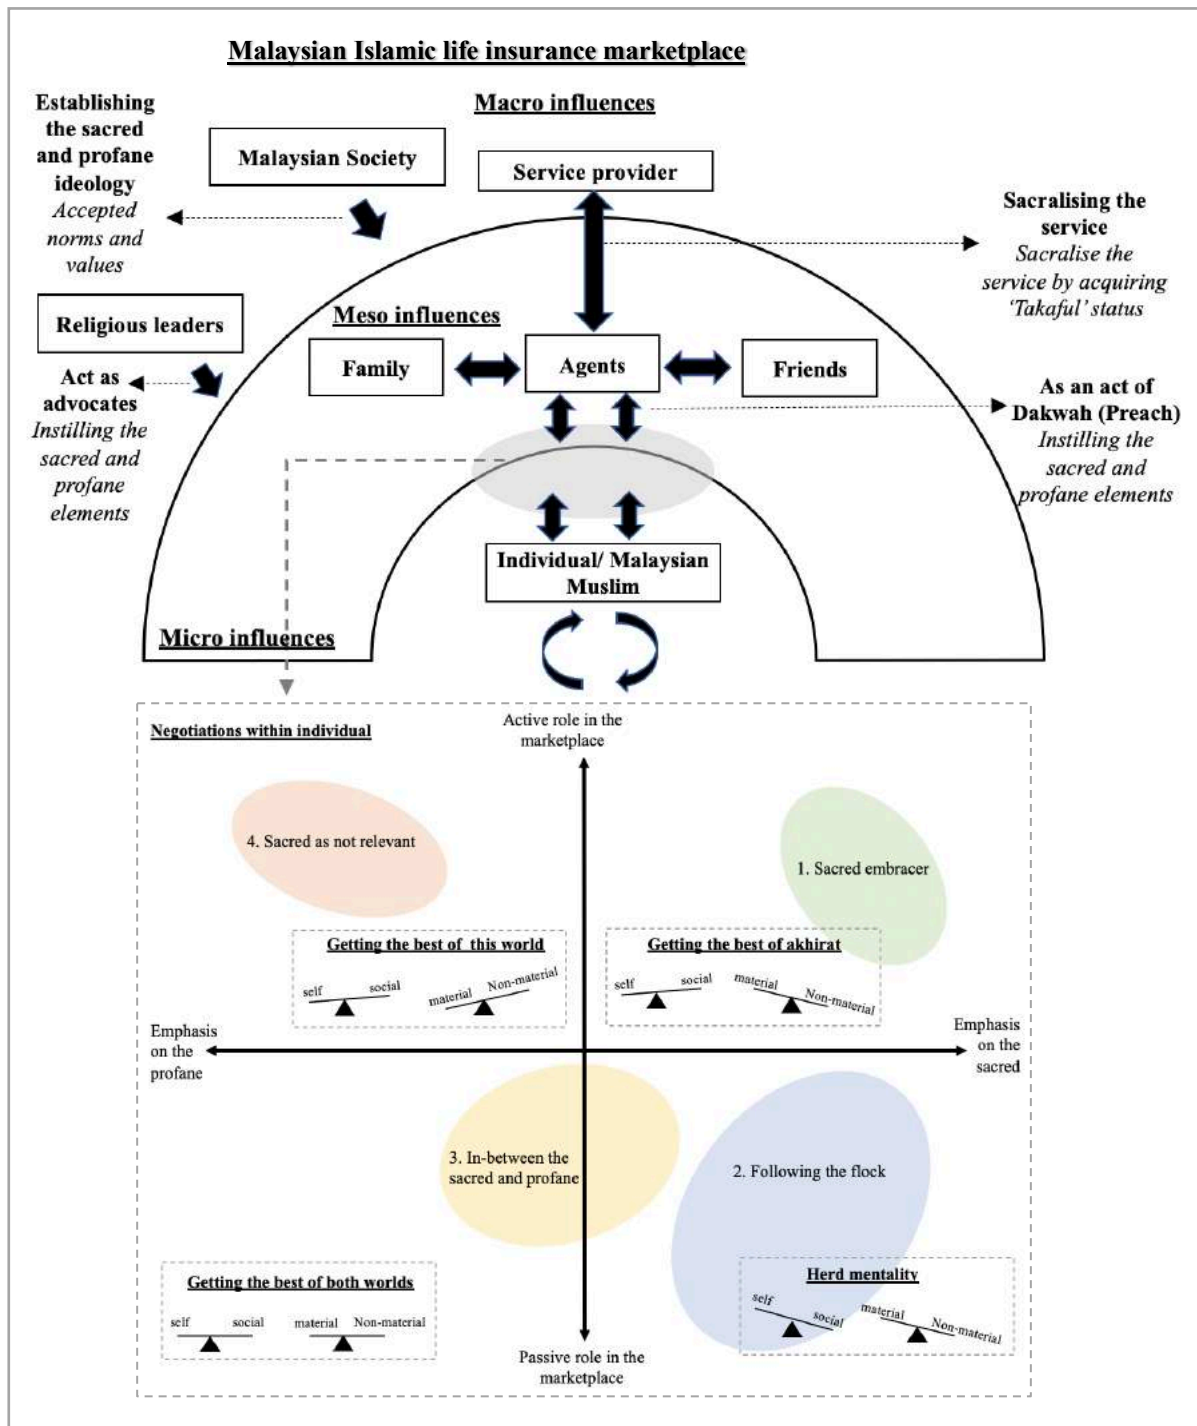 Malaysian Islamic life insurance marketplace
Macro influences
Establishing
the sacred
and profane
ideology
Accepted
norms and
values
Malaysian Society
Service provider
Sacralising the
service
Sacralise the
service by acquiring
‘Takaful’ status
Religious leaders
Meso influences
Family
Agents
Friends
Act as
advocates
Instilling the
sacred and
profane
elements
As an act of
Dakwah (Preach)
Instilling the
sacred and
profane elements
Individual/ Malaysian
Muslim
Micro influences
Negotiations within individual
Active role in the
marketplace
4. Sacred as not relevant
1. Sacred embracer
Getting the best of this world
self
social
material
Non-material
Getting the best of akhirat
self
social
material
Non-material
Emphasis
on the
profane
Emphasis
on the
sacred
3. In-between the
sacred and profane
2. Following the flock
Getting the best of both worlds
self
social
material
Non-material
Herd mentality
self
social
material
Non-material
Passive role in the
marketplace